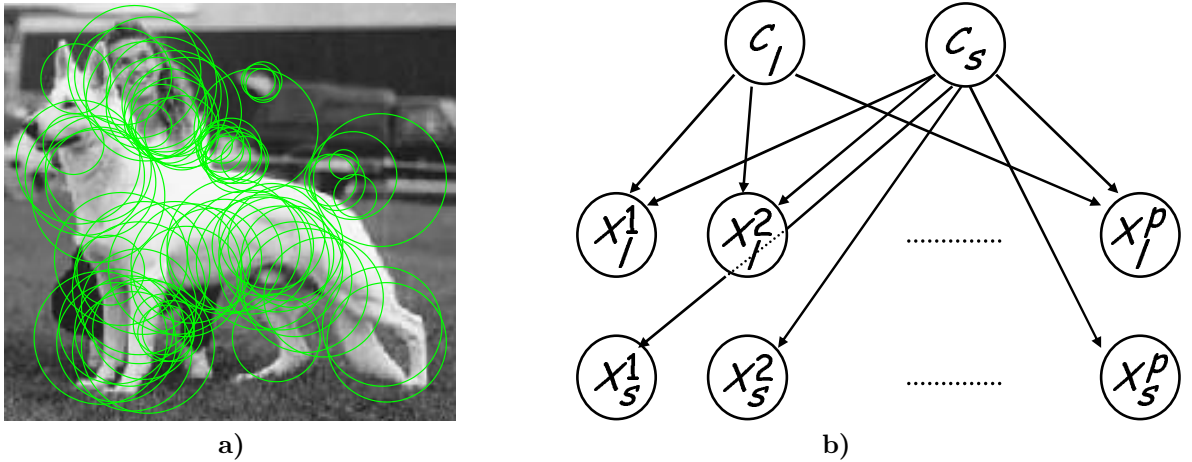 C_l C_s
X_l^1 X_l^2 ............... X_l^p
X_s^1 X_s^2 ............... X_s^p
a) b)